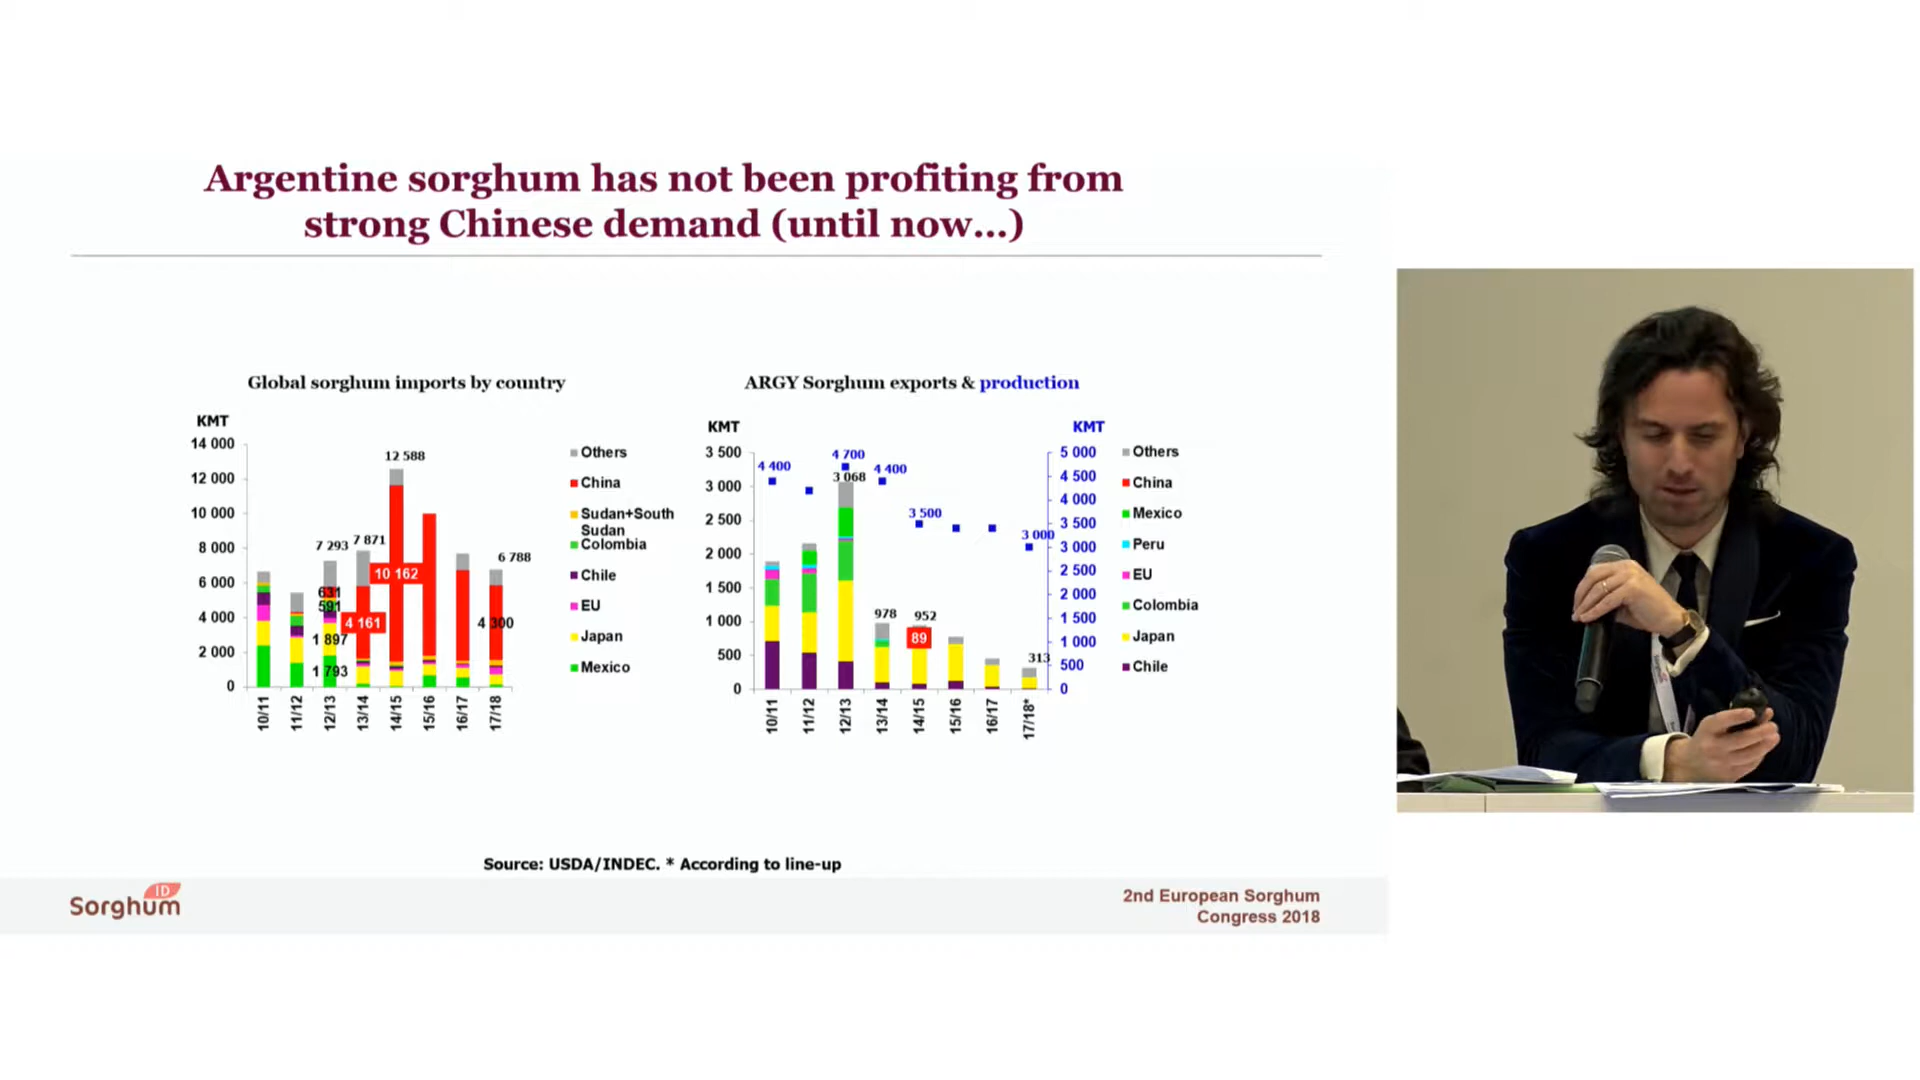 Argentine sorghum has not been profiting from
strong Chinese demand (until now...)
Global sorghum imports by country
KMT
14 000
12 000
10 000
8 000
6 000
4 000
2 000
0
12 588
7 293
7 871
6 788
10 162
631
591
4 161
4 300
1 897
1 793
10/11
11/12
12/13
13/14
14/15
15/16
16/17
17/18
Others
China
Sudan+South
Sudan
Colombia
Chile
EU
Japan
Mexico
ARGY Sorghum exports & production
KMT
KMT
3 500
3 000
2 500
2 000
1 500
1 000
500
0
4 400
4 700
3 068
4 400
3 500
3 000
978
952
89
313
5 000
4 500
4 000
3 500
3 000
2 500
2 000
1 500
1 000
500
0
10/11
11/12
12/13
13/14
14/15
15/16
16/17
17/18*
Others
China
Mexico
Peru
EU
Colombia
Japan
Chile
Source: USDA/INDEC. * According to line-up
ID
Sorghum
2nd European Sorghum
Congress 2018